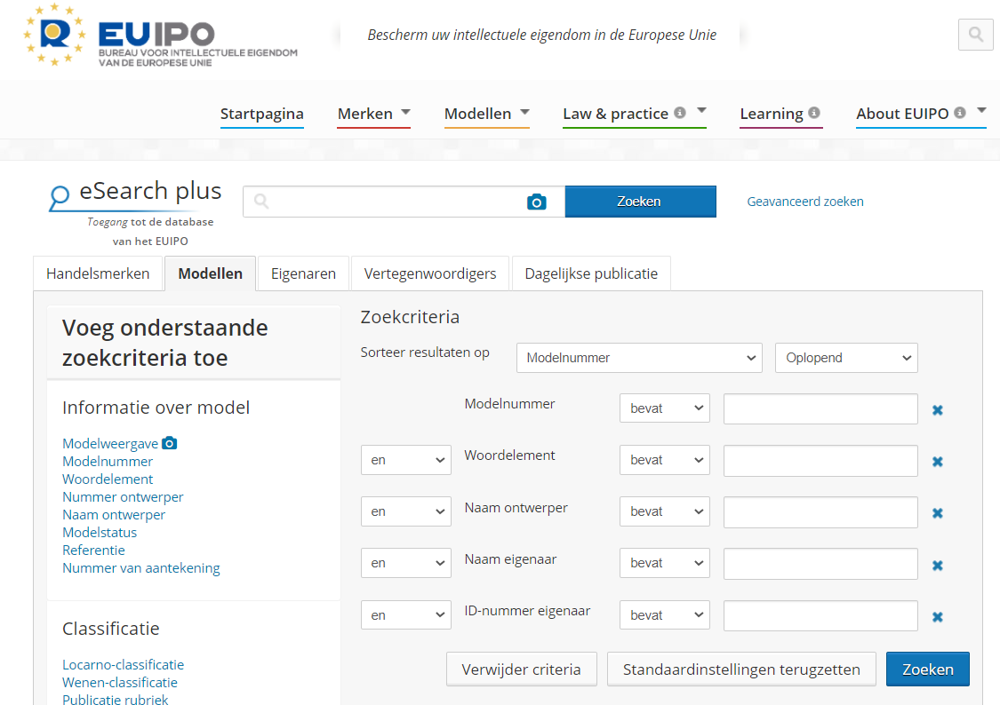 EUIPO
BUREAU VOOR INTELLECTUELE EIGENDOM
VAN DE EUROPESE UNIE
Bescherm uw intellectuele eigendom in de Europese Unie
Startpagina Merken Modellen Law & practice Learning About EUIPO
eSearch plus
Toegang tot de database
van het EUIPO
Zoeken
Geavanceerd zoeken
Handelsmerken Modellen Eigenaren Vertegenwoordigers Dagelijkse publicatie
Voeg onderstaande
zoekcriteria toe
Informatie over model
Modelweergave
Modelnummer
Woordelement
Nummer ontwerper
Naam ontwerper
Modelstatus
Referentie
Nummer van aantekening
Classificatie
Locarno-classificatie
Wenen-classificatie
Publicatie rubriek
Zoekcriteria
Sorteer resultaten op Modelnummer Oplopend
Modelnummer bevat
en Woordelement bevat
en Naam ontwerper bevat
en Naam eigenaar bevat
en ID-nummer eigenaar bevat
Verwijder criteria Standaardinstellingen terugzetten Zoeken